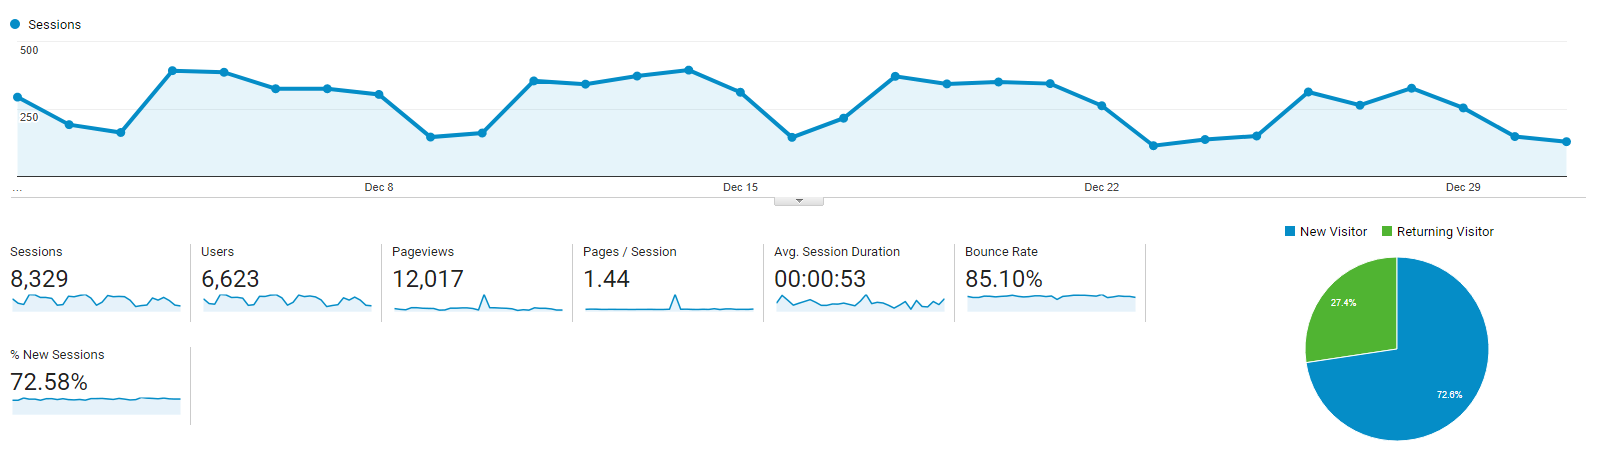 Sessions
500
250
...
Dec 8
Dec 15
Dec 22
Dec 29
New Visitor
Returning Visitor
Sessions
8,329
Users
6,623
Pageviews
12,017
Pages / Session
1.44
Avg. Session Duration
00:00:53
Bounce Rate
85.10%
% New Sessions
72.58%
27.4%
72.6%